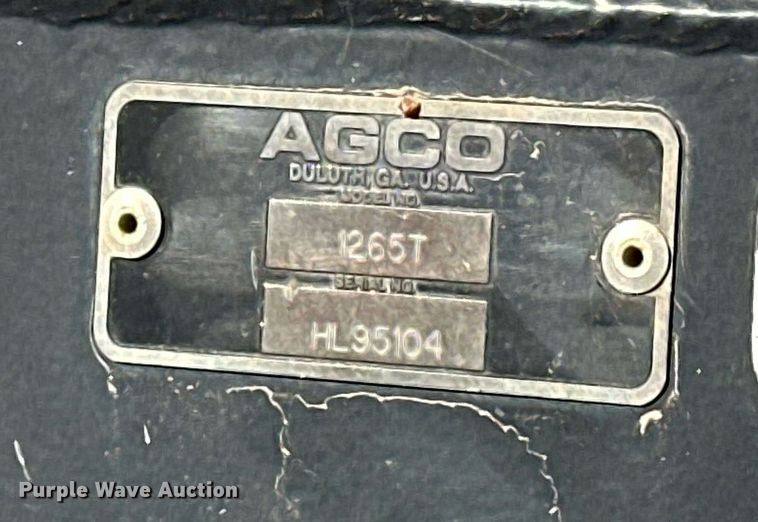 AGCO
DULUTH, GA. U.S.A.
MODEL NO.
1265T
SERIAL NO.
HL95104
Purple Wave Auction